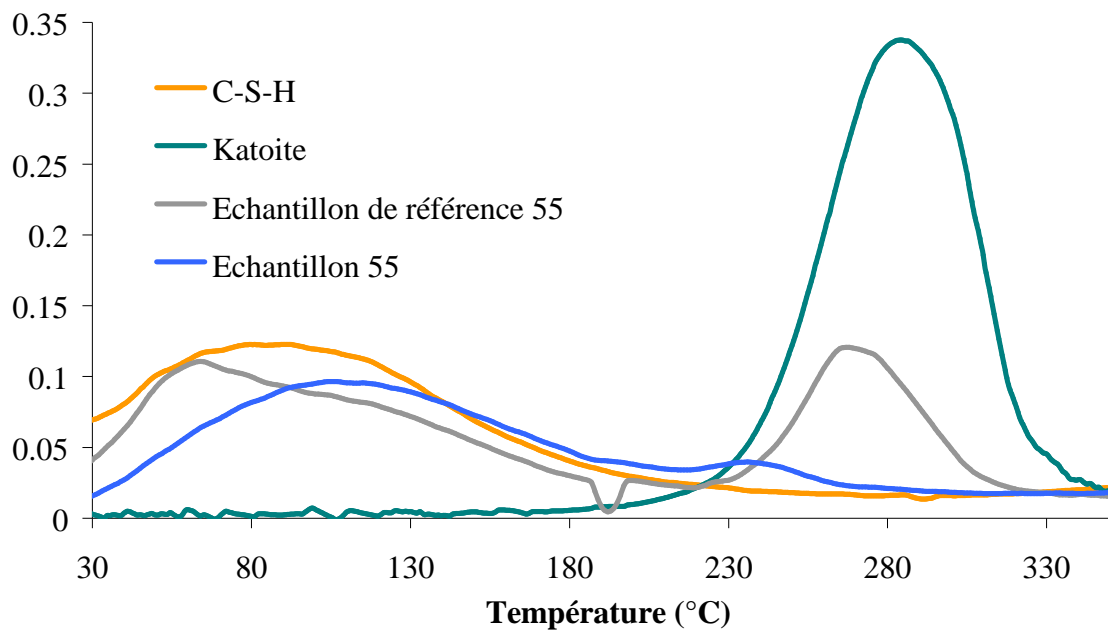 0.35
0.3
0.25
0.2
0.15
0.1
0.05
0
C-S-H
Katoite
Echantillon de référence 55
Echantillon 55
30 80 130 180 230 280 330
Température (°C)